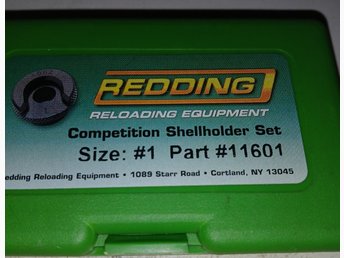 REDDING
RELOADING EQUIPMENT
Competition Shellholder Set
Size: #1 Part #11601
edding Reloading Equipment • 1089 Starr Road • Cortland, NY 13045